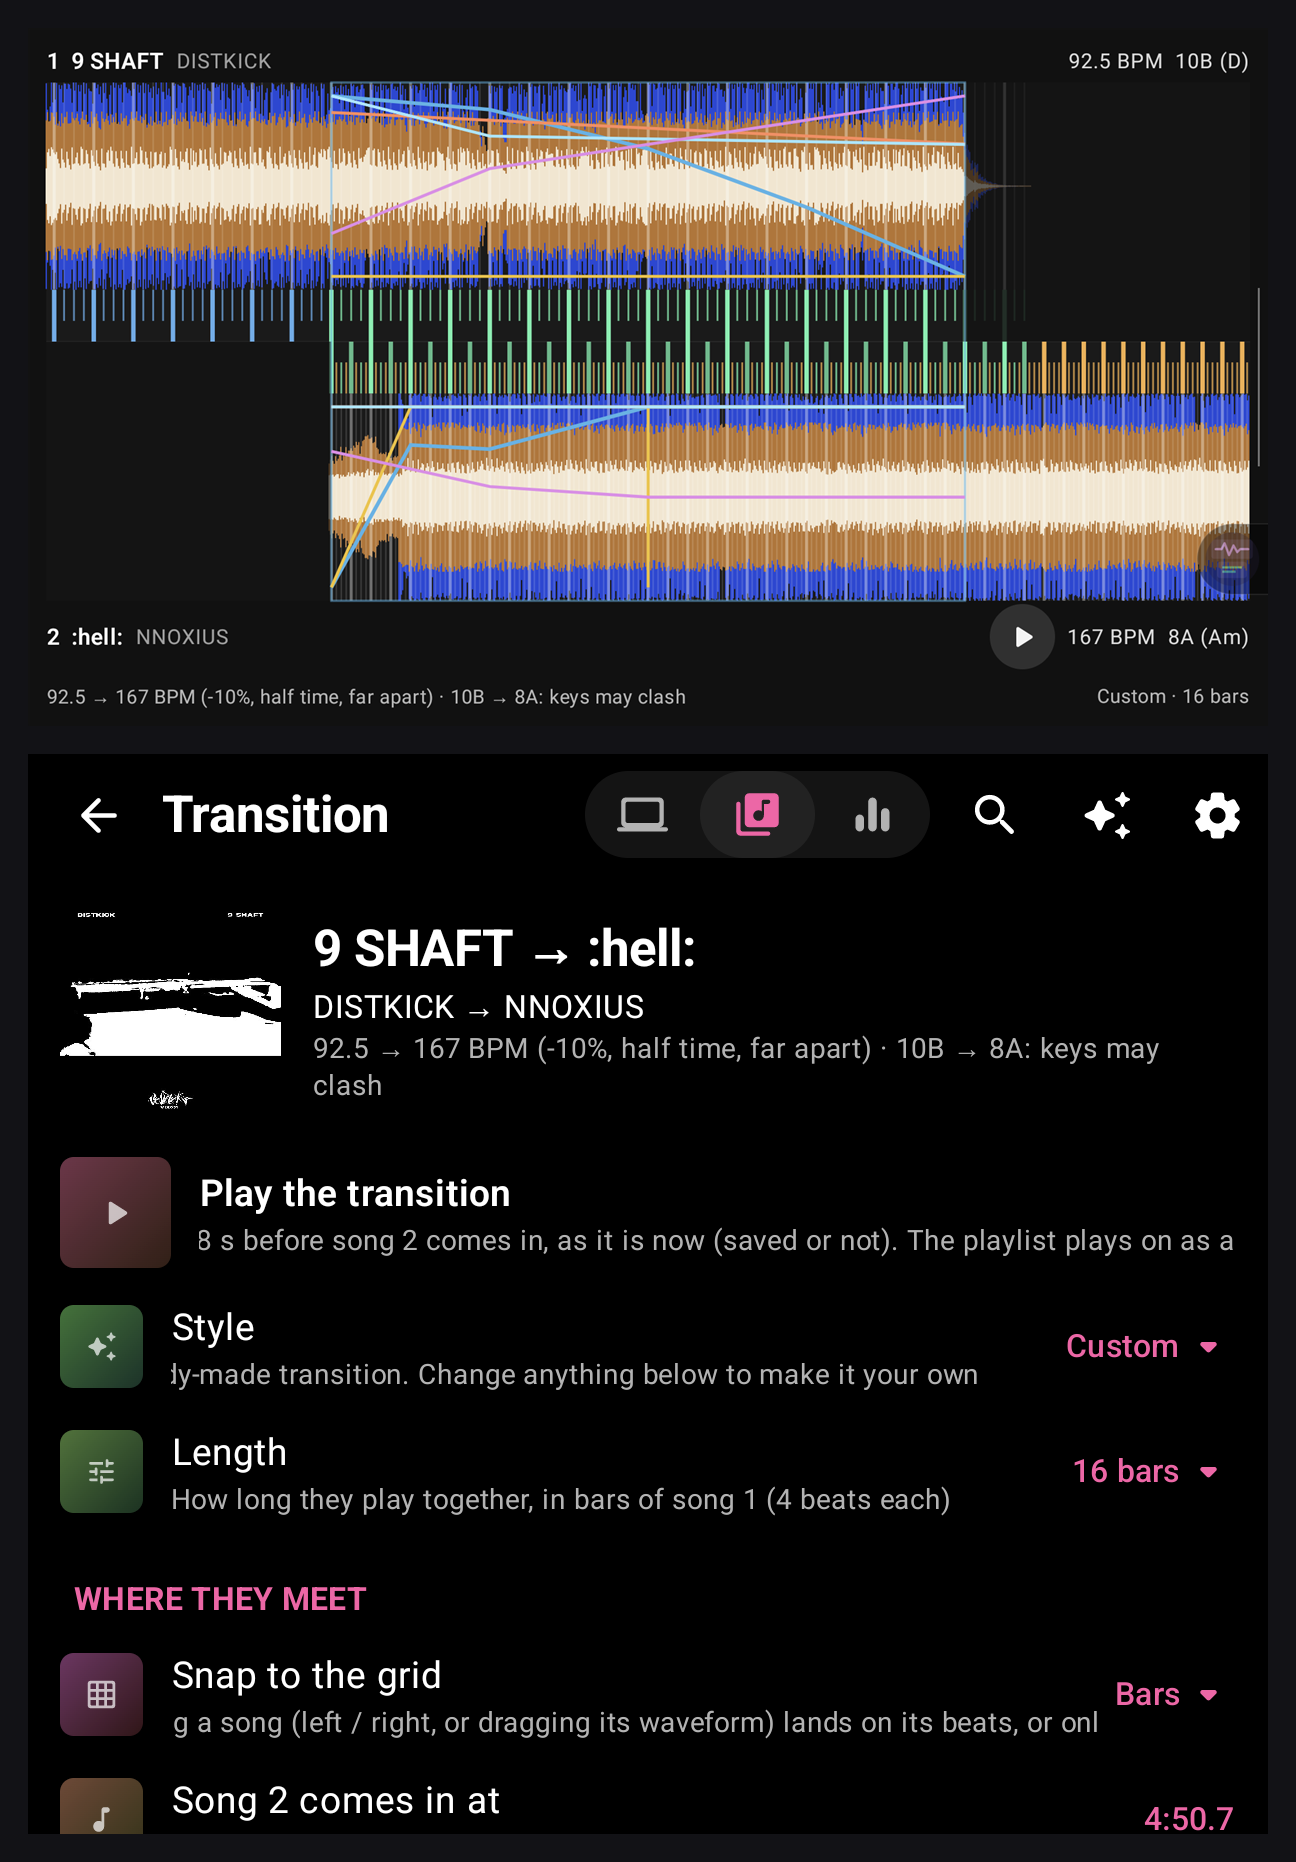 1 9 SHAFT DISTKICK 92.5 BPM 10B (D)
2 :hell: NNOXIUS 167 BPM 8A (Am)
92.5 → 167 BPM (-10%, half time, far apart) · 10B → 8A: keys may clash Custom · 16 bars
Transition
DISTKICK 9 SHAFT
9 SHAFT → :hell:
DISTKICK → NNOXIUS
92.5 → 167 BPM (-10%, half time, far apart) · 10B → 8A: keys may
clash
Play the transition
8 s before song 2 comes in, as it is now (saved or not). The playlist plays on as a
Style
dy-made transition. Change anything below to make it your own
Custom
Length
How long they play together, in bars of song 1 (4 beats each)
16 bars
WHERE THEY MEET
Snap to the grid
g a song (left / right, or dragging its waveform) lands on its beats, or onl
Bars
Song 2 comes in at
4:50.7